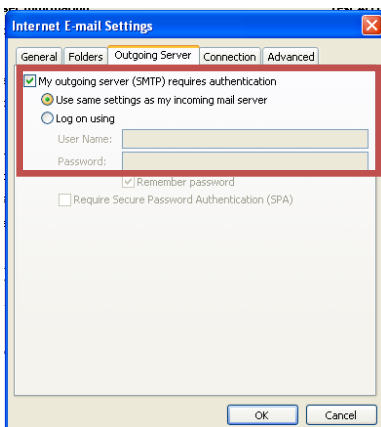 Internet E-mail Settings
General Folders Outgoing Server Connection Advanced
My outgoing server (SMTP) requires authentication
Use same settings as my incoming mail server
Log on using
User Name:
Password:
Remember password
Require Secure Password Authentication (SPA)
OK Cancel